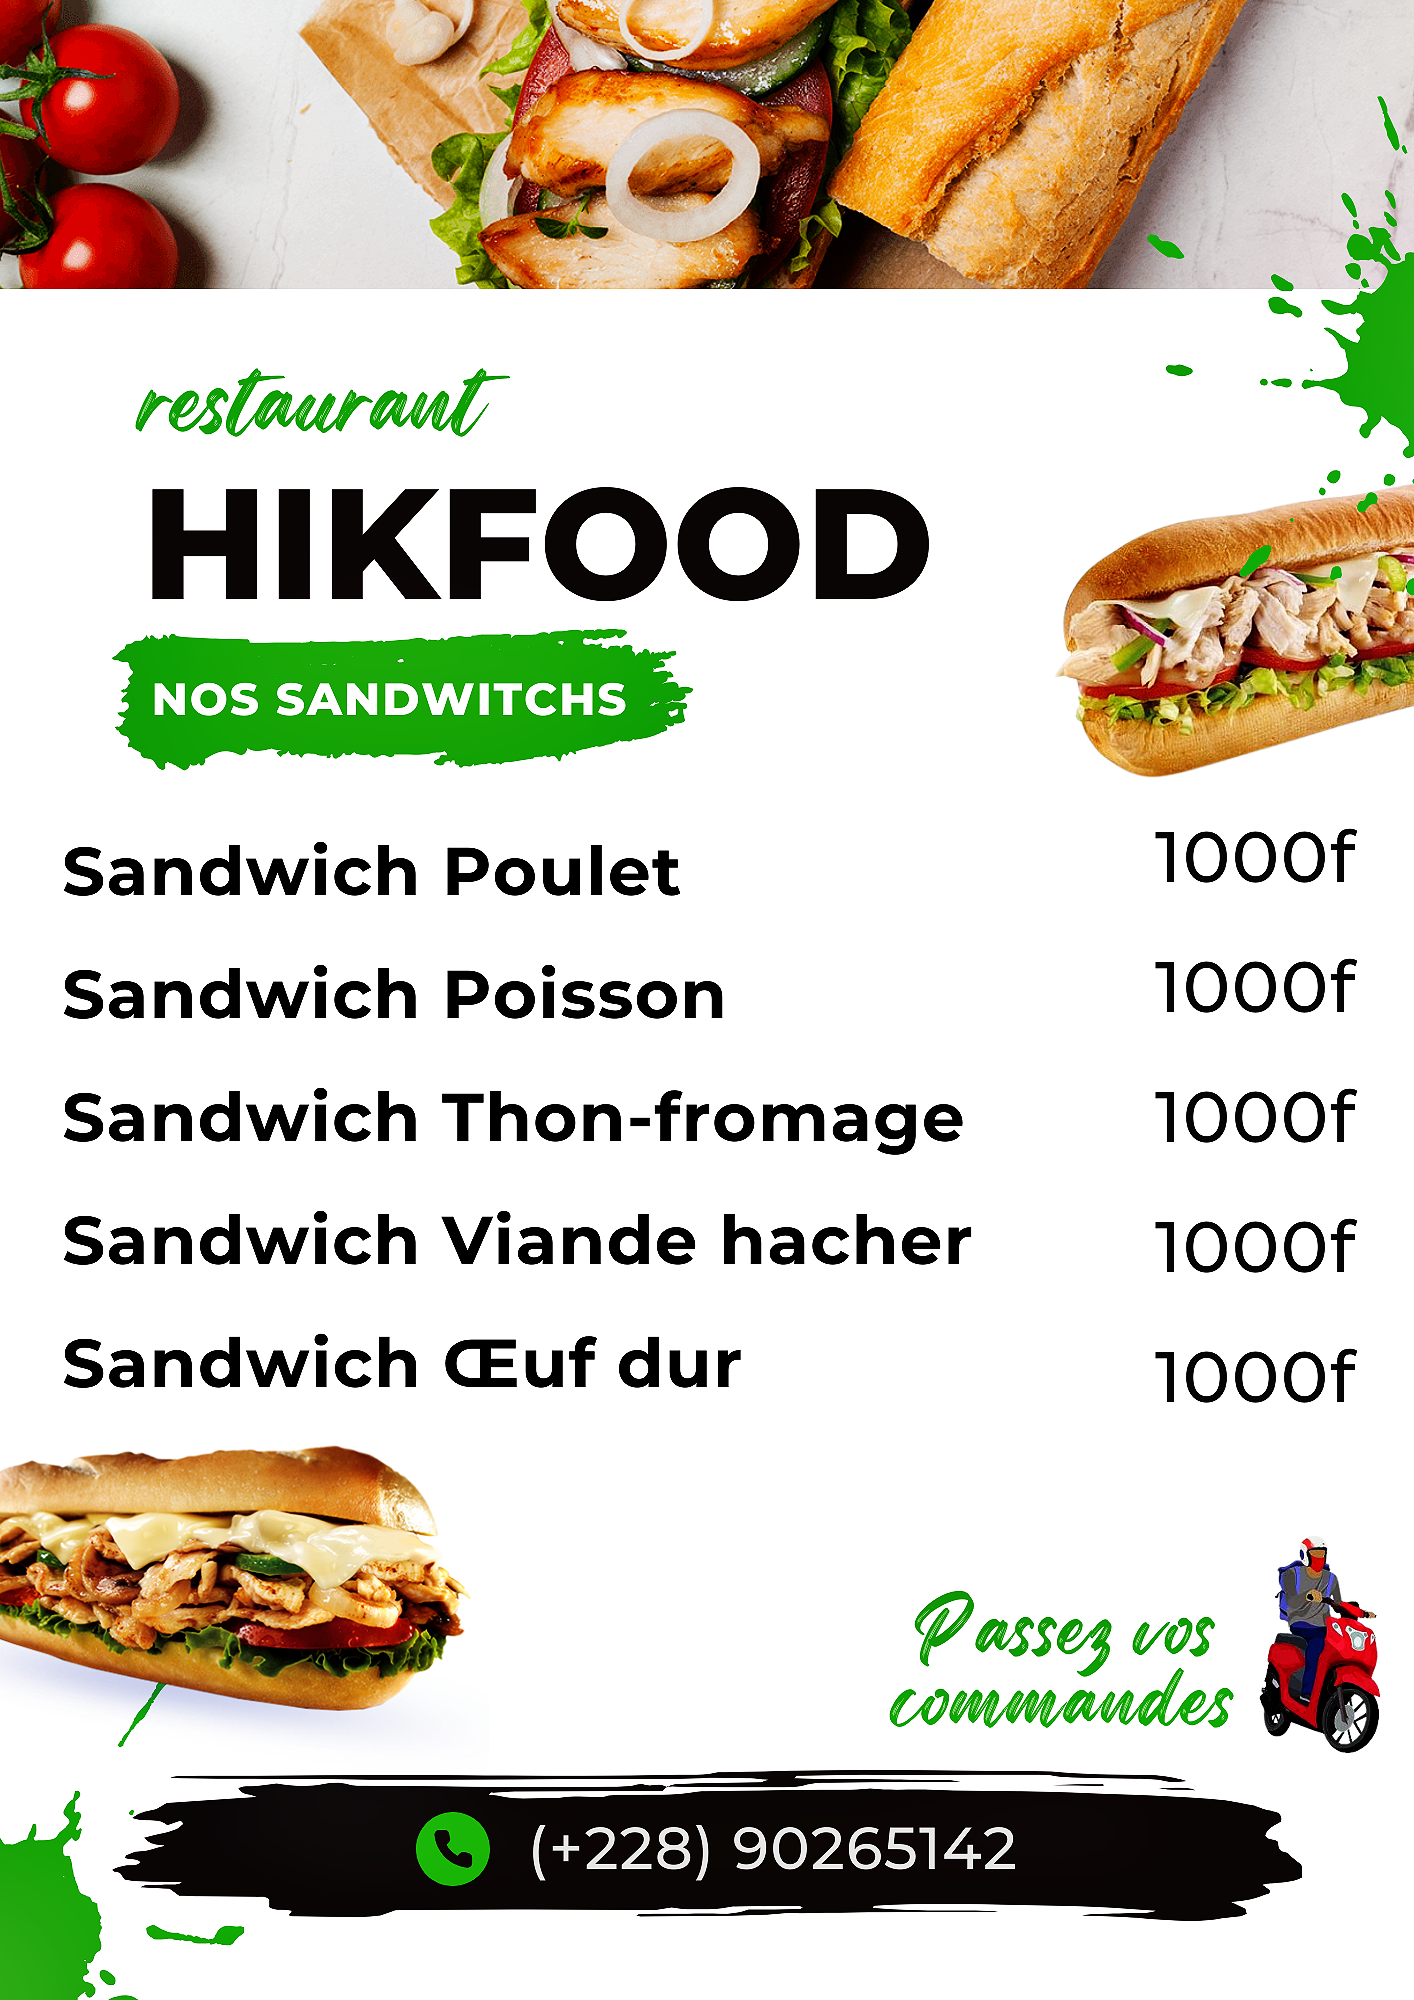 restaurant
HIKFOOD
NOS SANDWITCHS
Sandwich Poulet 1000f
Sandwich Poisson 1000f
Sandwich Thon-fromage 1000f
Sandwich Viande hacher 1000f
Sandwich Œuf dur 1000f
Passez vos
commandes
(+228) 90265142